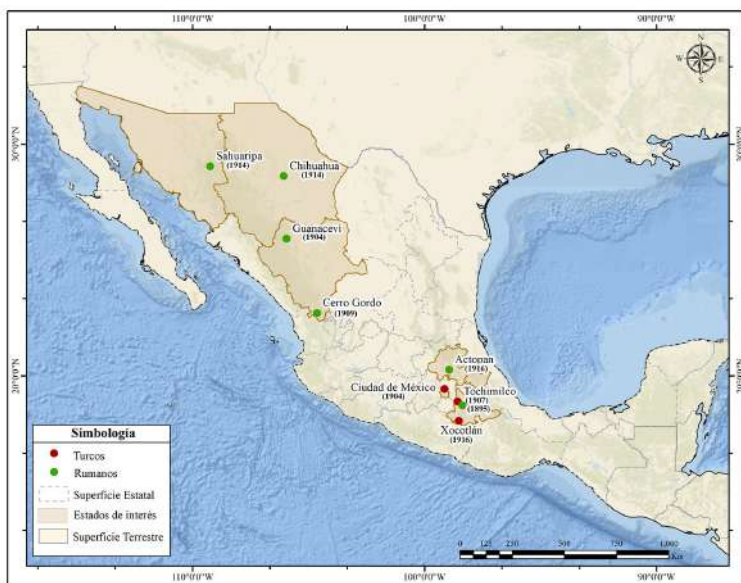 110°0'0"W
100°0'0"W
90°0'0"W
N
W
E
S
30°0'0"N
30°0'0"N
Sahuaripa
(1914)
Chihuahua
(1914)
Guanaceví
(1904)
Cerro Gordo
(1909)
Actopan
(1916)
20°0'0"N
20°0'0"N
Ciudad de México
(1904)
Tochimilco
(1907)
(1895)
Xocotlán
(1916)
Simbología
Turcos
Rumanos
Superficie Estatal
Estados de interés
Superficie Terrestre
0 125 250 500 750 1,000
Km
110°0'0"W
100°0'0"W
90°0'0"W